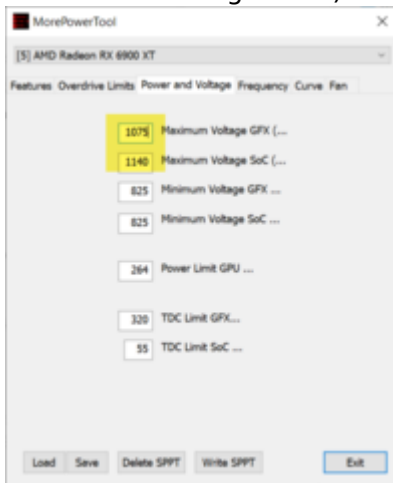 MorePowerTool
[5] AMD Radeon RX 6900 XT
Features Overdrive Limits Power and Voltage Frequency Curve Fan
1075 Maximum Voltage GFX (...
1140 Maximum Voltage SoC (...
825 Minimum Voltage GFX ...
825 Minimum Voltage SoC ...
264 Power Limit GPU ...
320 TDC Limit GFX...
55 TDC Limit SoC ...
Load Save Delete SPPT Write SPPT Exit